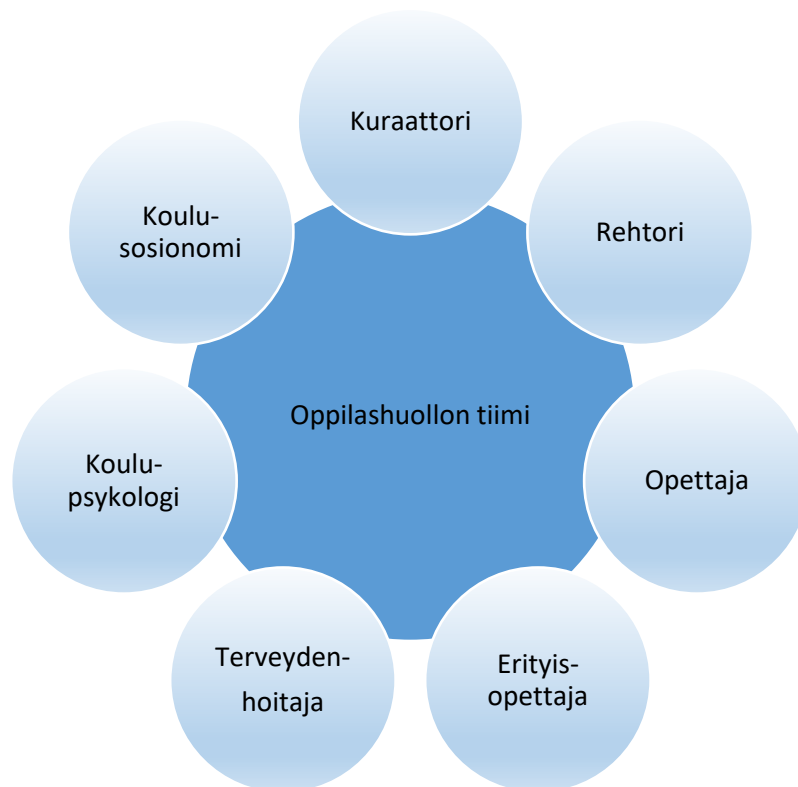 Kuraattori
Koulu-
sosionomi
Rehtori
Oppilashuollon tiimi
Koulu-
psykologi
Opettaja
Terveyden-
hoitaja
Erityis-
opettaja